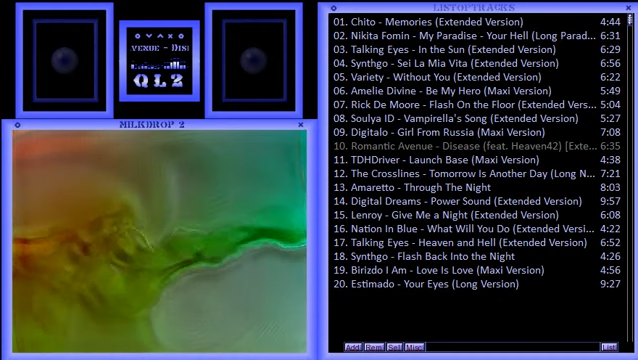 VENUE - DIS
QL2
MILKDROP 2
LISTOFTRACKS
01. Chito - Memories (Extended Version) 4:44
02. Nikita Fomin - My Paradise - Your Hell (Long Parad... 6:31
03. Talking Eyes - In the Sun (Extended Version) 6:29
04. Synthgo - Sei La Mia Vita (Extended Version) 6:56
05. Variety - Without You (Extended Version) 6:22
06. Amelie Divine - Be My Hero (Maxi Version) 5:49
07. Rick De Moore - Flash On the Floor (Extended Vers... 5:04
08. Soulya ID - Vampirella's Song (Extended Version) 5:27
09. Digitalo - Girl From Russia (Maxi Version) 7:08
10. Romantic Avenue - Disease (feat. Heaven42) [Exte... 6:35
11. TDHDriver - Launch Base (Maxi Version) 4:38
12. The Crosslines - Tomorrow Is Another Day (Long N... 7:21
13. Amaretto - Through The Night 8:03
14. Digital Dreams - Power Sound (Extended Version) 9:57
15. Lenroy - Give Me a Night (Extended Version) 6:08
16. Nation In Blue - What Will You Do (Extended Versi... 4:22
17. Talking Eyes - Heaven and Hell (Extended Version) 6:52
18. Synthgo - Flash Back Into the Night 4:26
19. Birizdo I Am - Love Is Love (Maxi Version) 4:56
20. Estimado - Your Eyes (Long Version) 9:27
Add Rem Sel Misc List